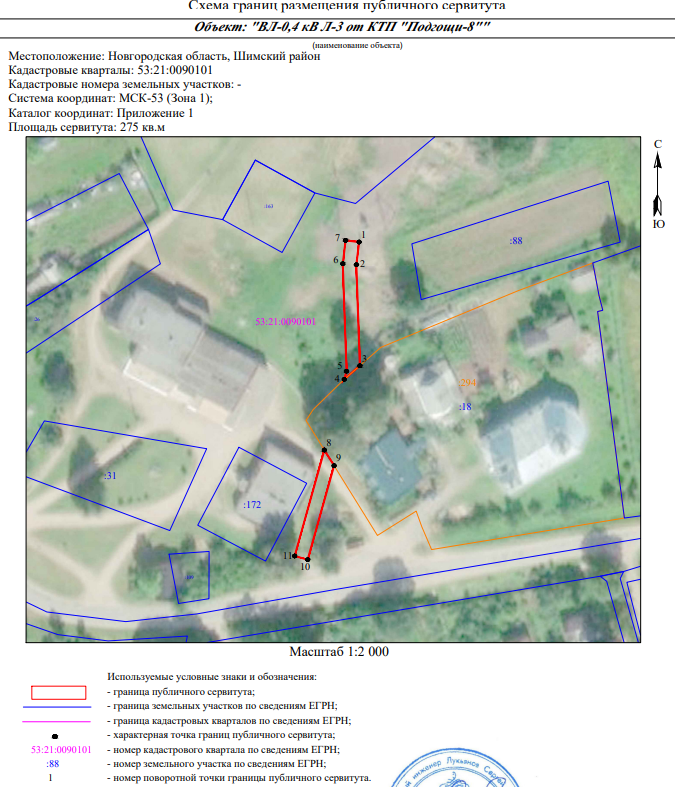 Схема границ размещения публичного сервитута
Объект: "ВЛ-0,4 кВ Л-3 от КТП "Подгощи-8""
(наименование объекта)
Местоположение: Новгородская область, Шимский район
Кадастровые кварталы: 53:21:0090101
Кадастровые номера земельных участков: -
Система координат: МСК-53 (Зона 1);
Каталог координат: Приложение 1
Площадь сервитута: 275 кв.м
С
Ю
7
1
:88
6
2
53:21:0090101
3
5
4
:294
:18
8
9
:31
:172
11
10
Масштаб 1:2 000
Используемые условные знаки и обозначения:
- граница публичного сервитута;
- граница земельных участков по сведениям ЕГРН;
- граница кадастровых кварталов по сведениям ЕГРН;
- характерная точка границ публичного сервитута;
53:21:0090101 - номер кадастрового квартала по сведениям ЕГРН;
:88 - номер земельного участка по сведениям ЕГРН;
1 - номер поворотной точки границы публичного сервитута.
инженер Лукьянов